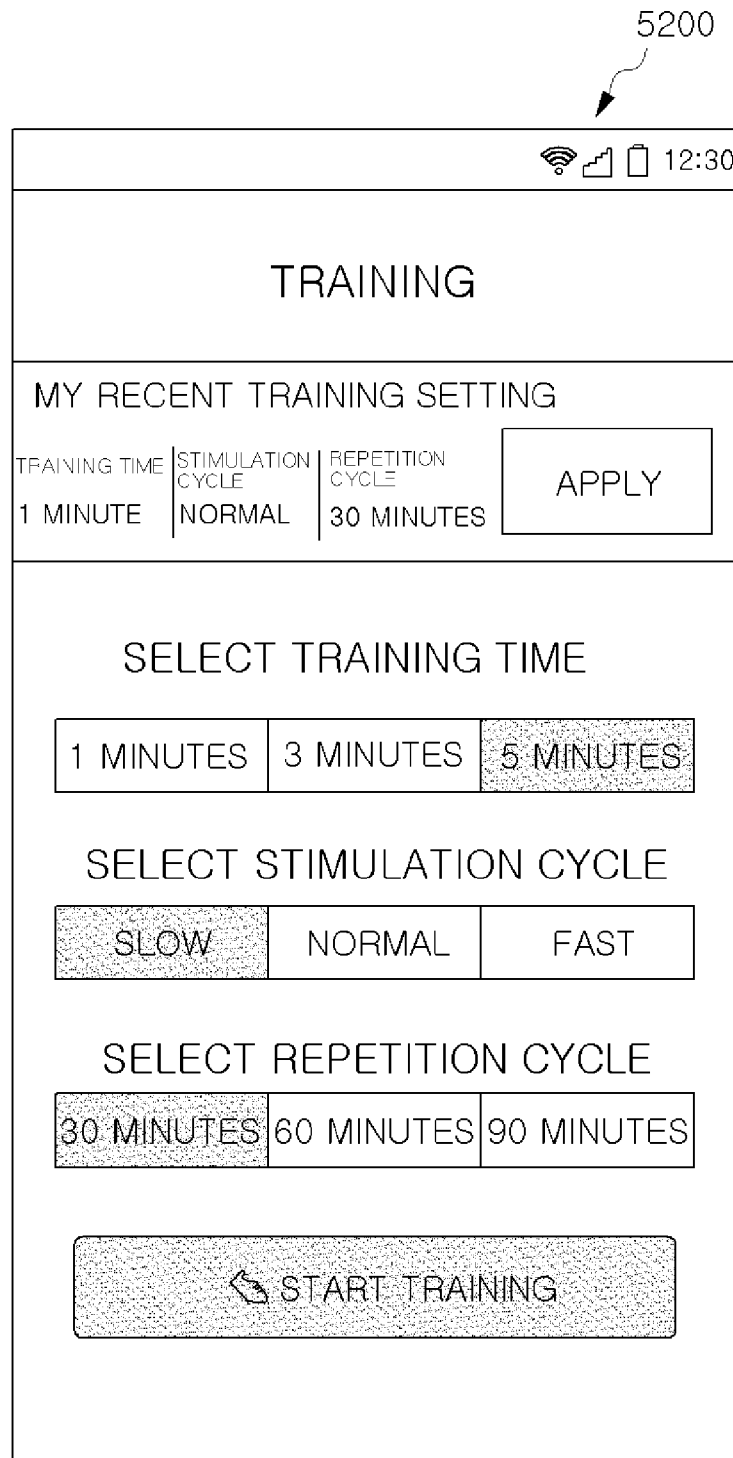 5200
12:30
TRAINING
MY RECENT TRAINING SETTING
TRAINING TIME
1 MINUTE
STIMULATION
CYCLE
NORMAL
REPETITION
CYCLE
30 MINUTES
APPLY
SELECT TRAINING TIME
1 MINUTES 3 MINUTES 5 MINUTES
SELECT STIMULATION CYCLE
SLOW NORMAL FAST
SELECT REPETITION CYCLE
30 MINUTES 60 MINUTES 90 MINUTES
START TRAINING